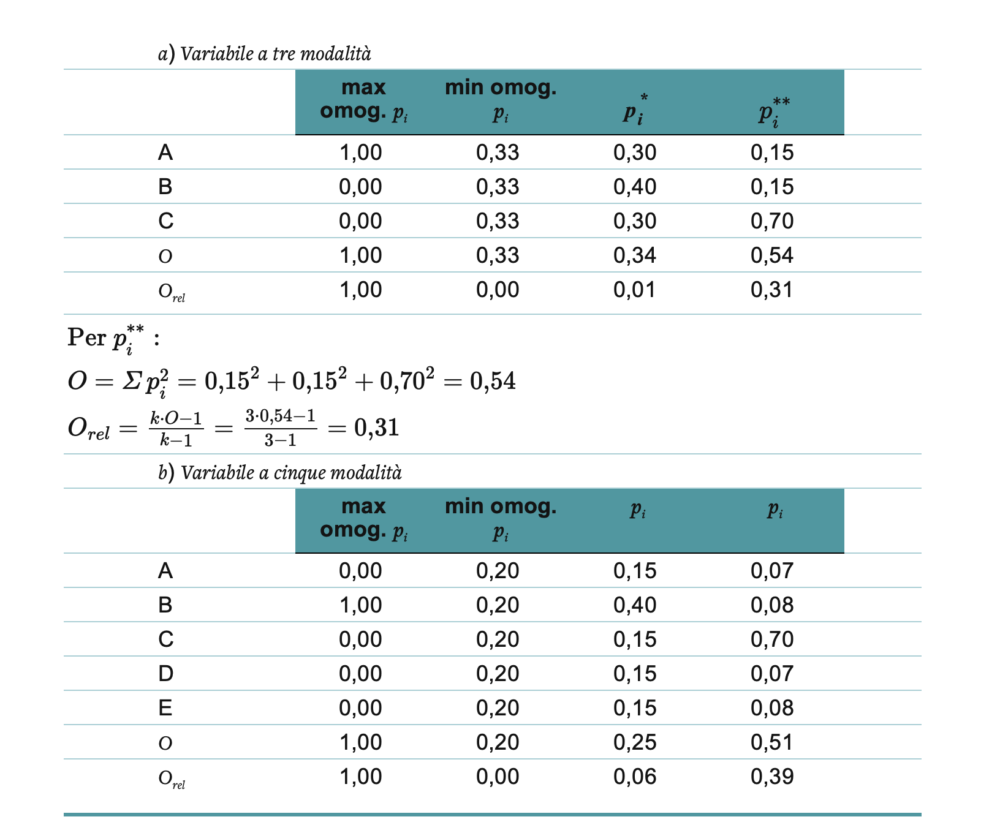 a) Variabile a tre modalità
max omog. pᵢ min omog. pᵢ pᵢ* pᵢ**
A 1,00 0,33 0,30 0,15
B 0,00 0,33 0,40 0,15
C 0,00 0,33 0,30 0,70
O 1,00 0,33 0,34 0,54
O rel 1,00 0,00 0,01 0,31
Per pᵢ** :
O = Σ pᵢ² = 0,15² + 0,15² + 0,70² = 0,54
O rel = (k·O−1)/(k−1) = (3·0,54−1)/(3−1) = 0,31
b) Variabile a cinque modalità
max omog. pᵢ min omog. pᵢ pᵢ pᵢ
A 0,00 0,20 0,15 0,07
B 1,00 0,20 0,40 0,08
C 0,00 0,20 0,15 0,70
D 0,00 0,20 0,15 0,07
E 0,00 0,20 0,15 0,08
O 1,00 0,20 0,25 0,51
O rel 1,00 0,00 0,06 0,39